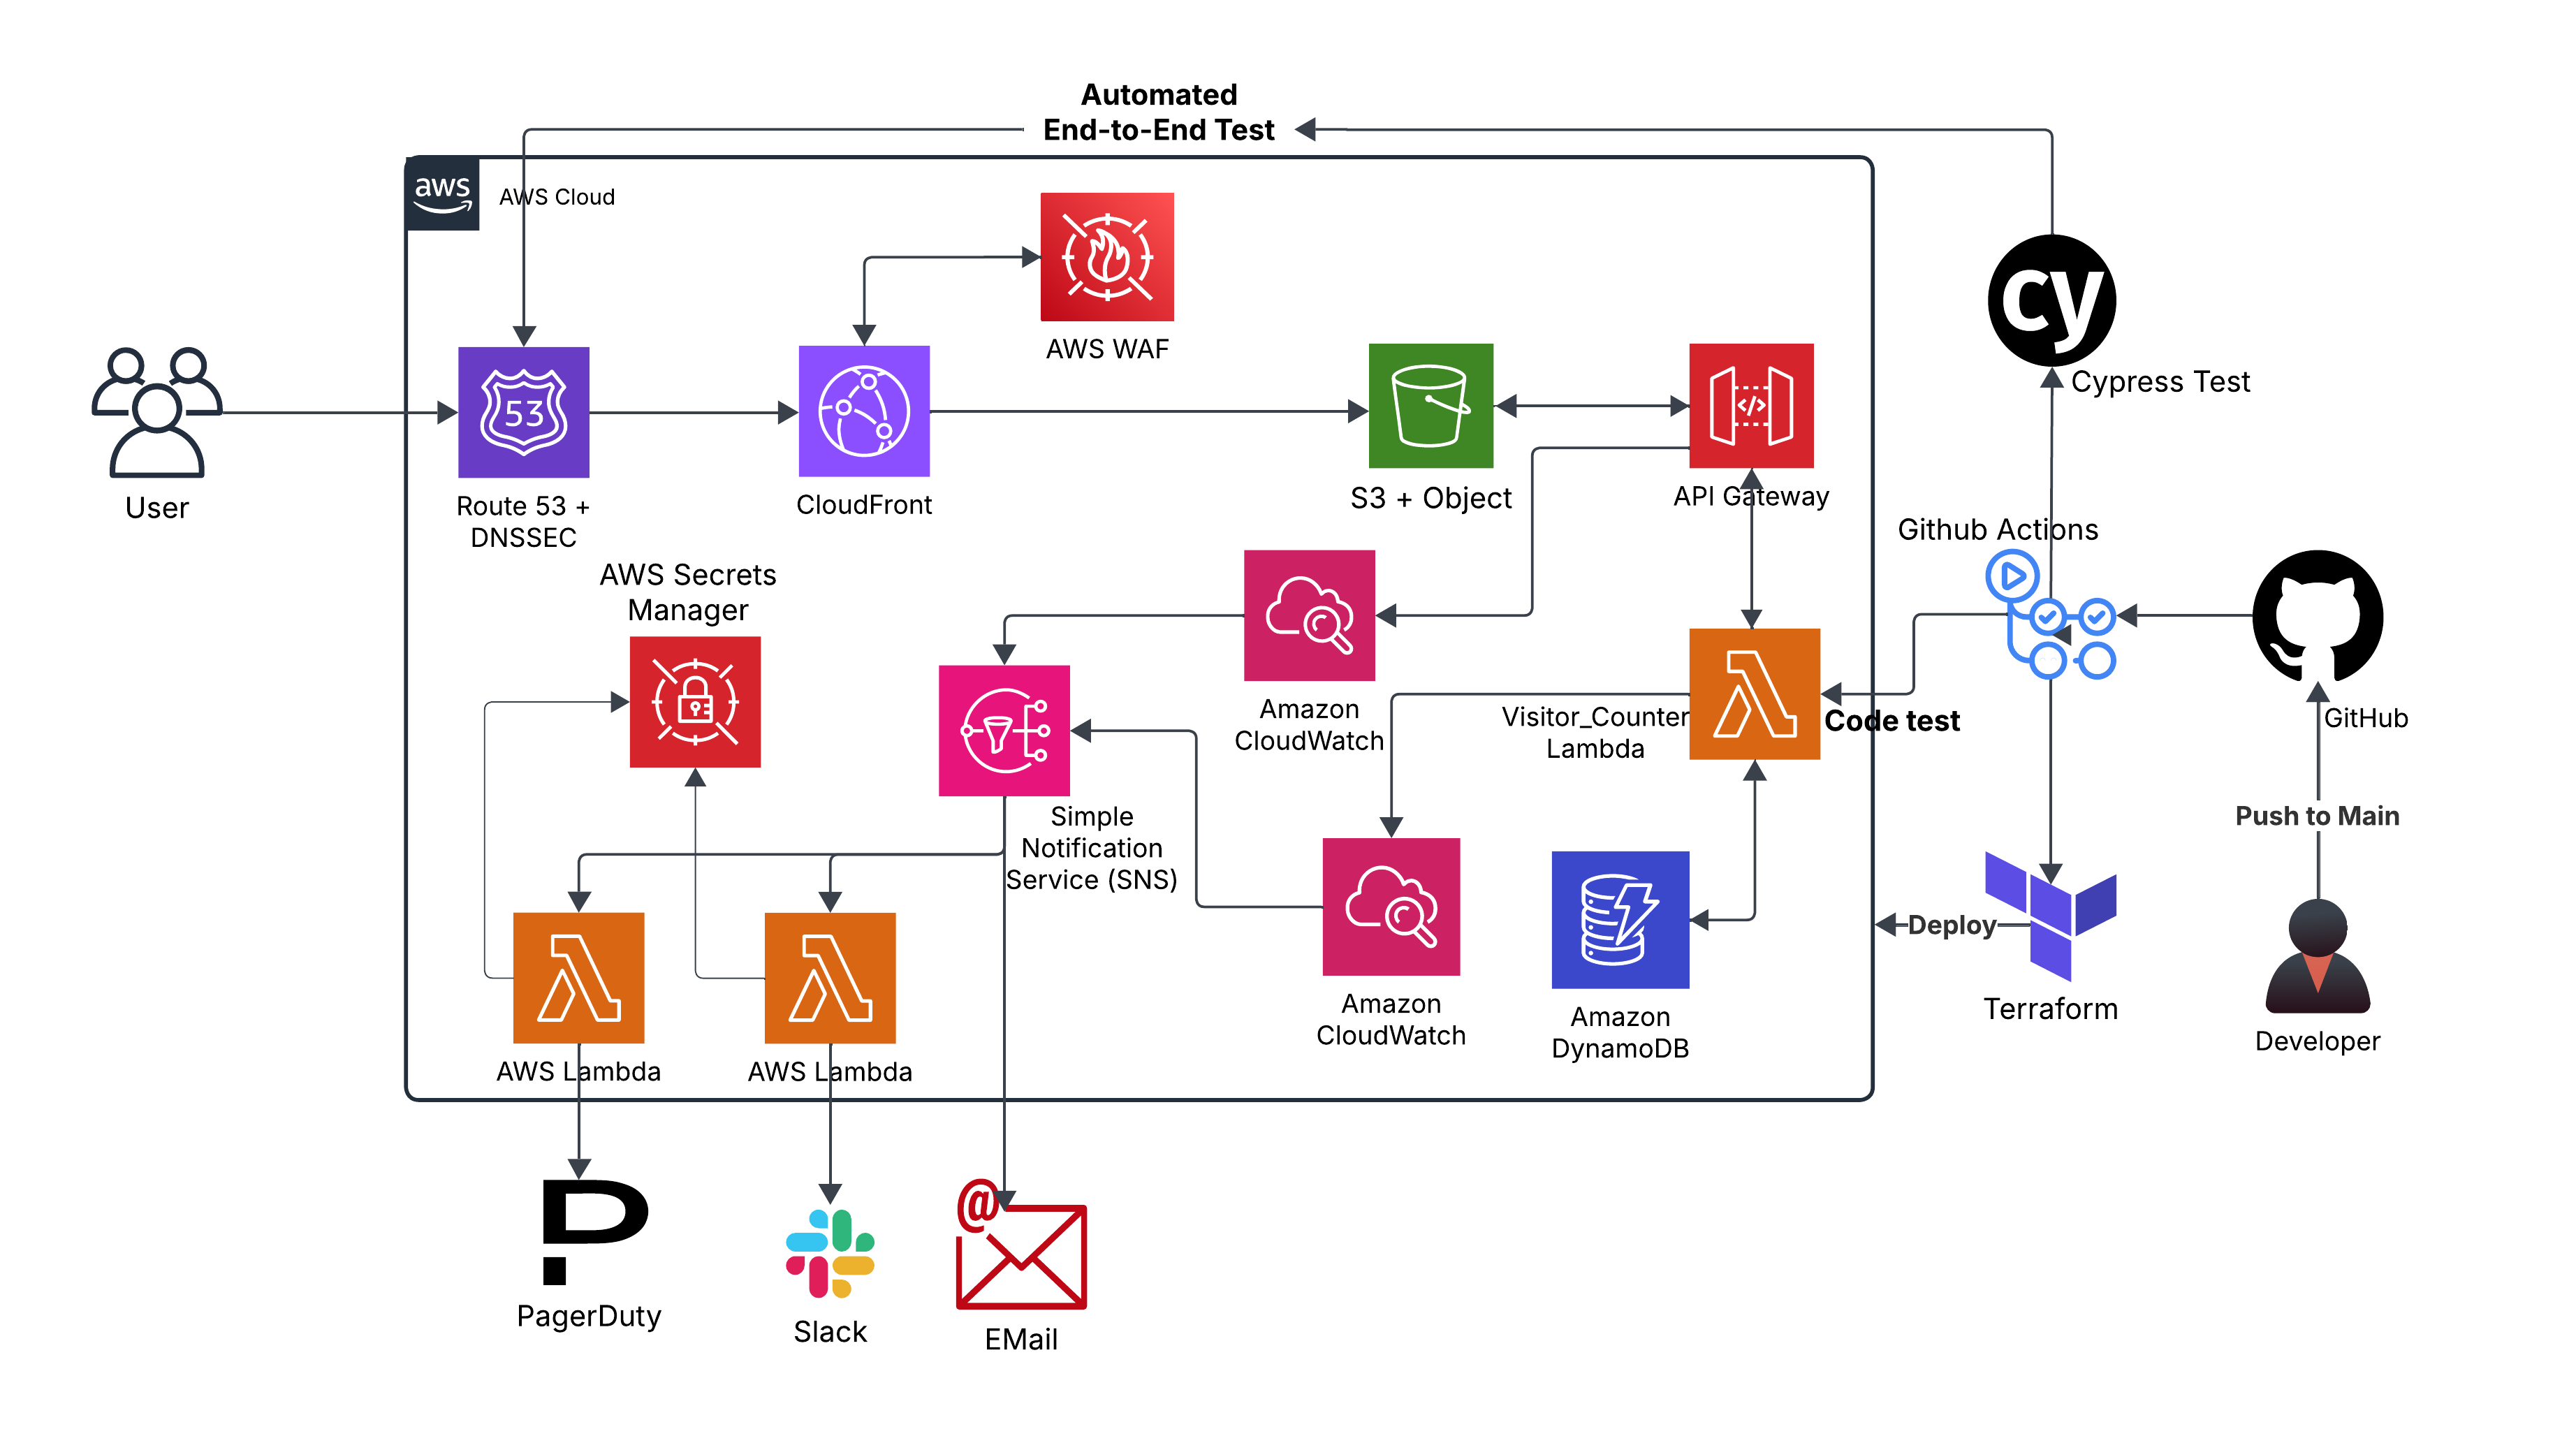 Automated
End-to-End Test
aws
AWS Cloud
AWS WAF
cy
Cypress Test
User
53
Route 53 +
DNSSEC
CloudFront
S3 + Object
</>
API Gateway
Github Actions
AWS Secrets
Manager
Amazon
CloudWatch
Visitor_Counter
Lambda
Code test
GitHub
Push to Main
Simple
Notification
Service (SNS)
Deploy
Amazon
CloudWatch
Amazon
DynamoDB
Terraform
Developer
AWS Lambda
AWS Lambda
P
PagerDuty
Slack
@
EMail